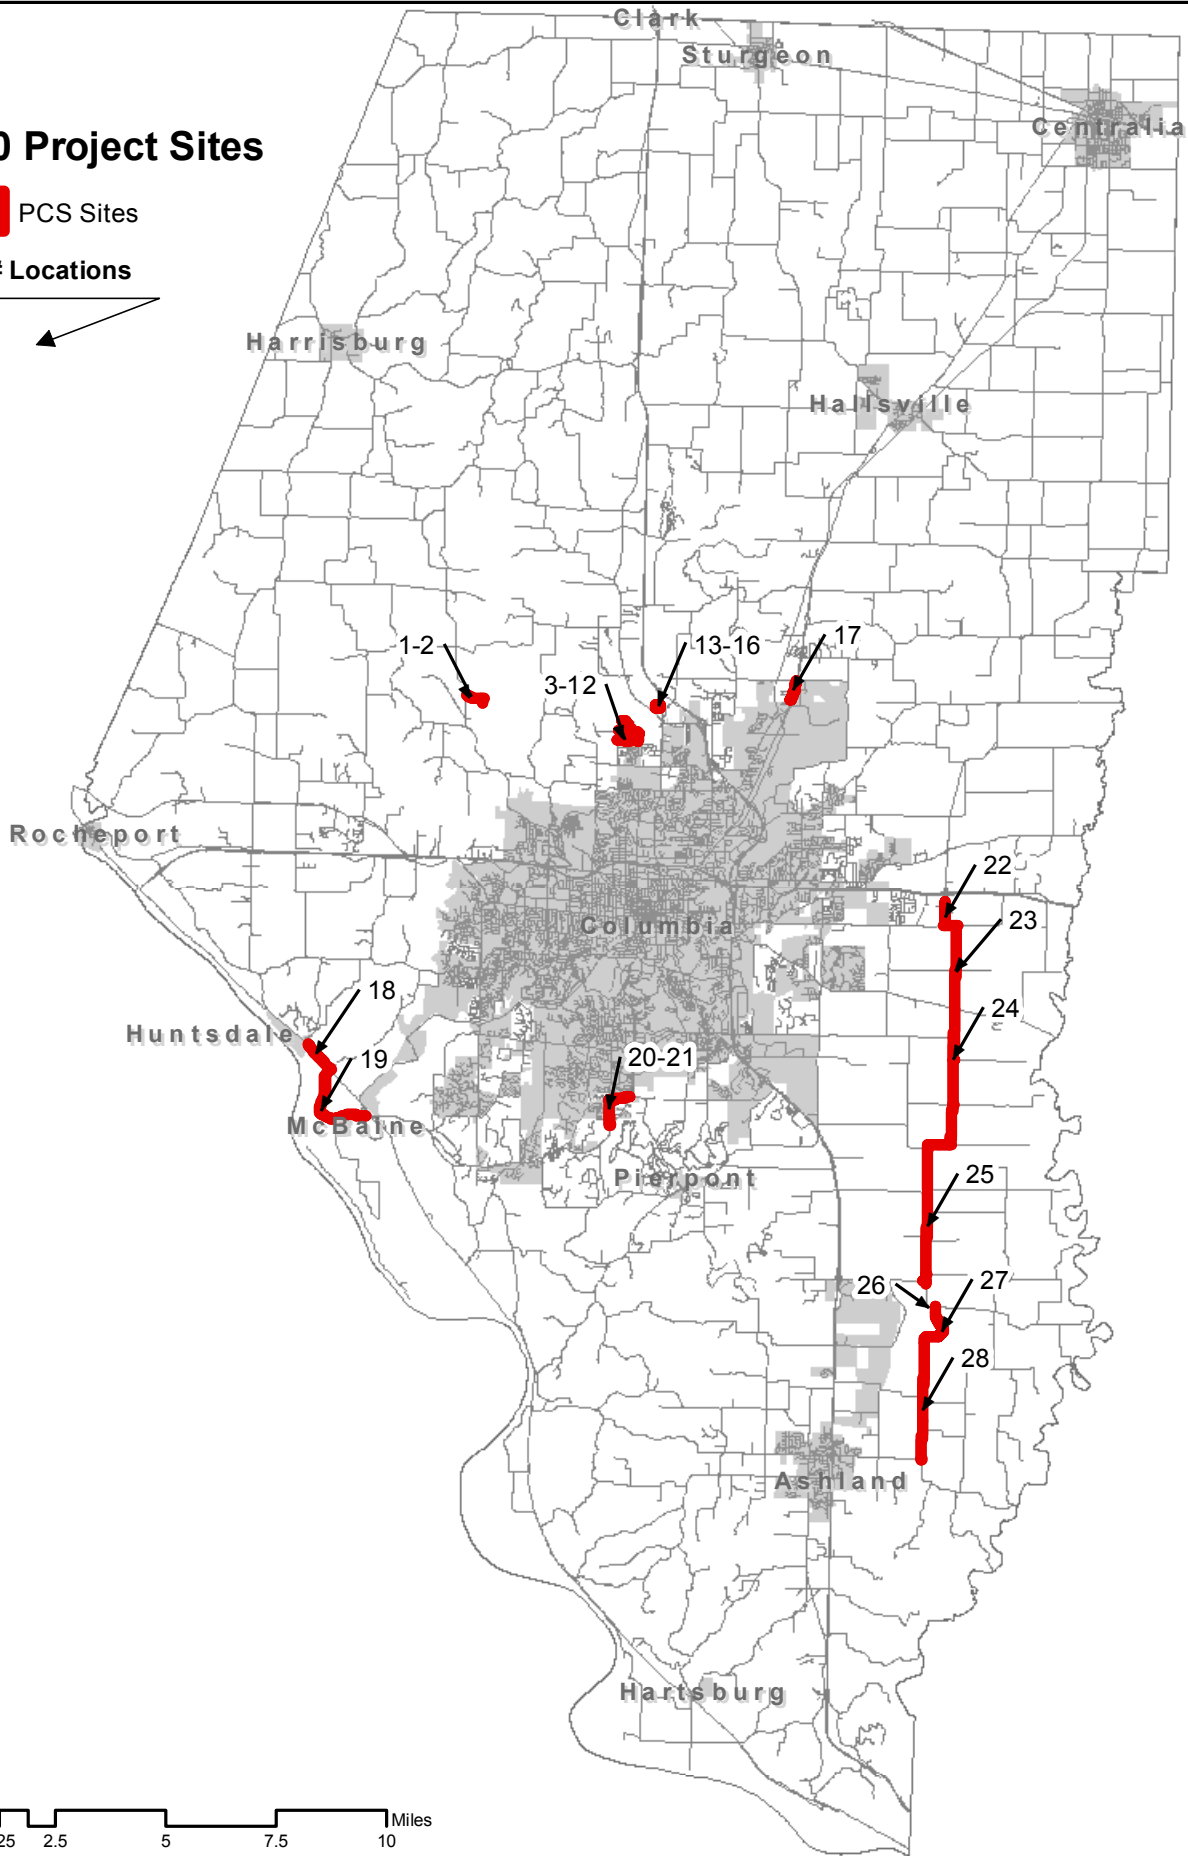 Clark
Sturgeon
Centralia
0 Project Sites
PCS Sites
# Locations
Harrisburg
Hallsville
1-2
13-16
17
3-12
Rocheport
22
Columbia
23
18
24
Huntsdale
19
20-21
McBaine
Pierpont
25
26
27
28
Ashland
Hartsburg
Miles
25 2.5 5 7.5 10